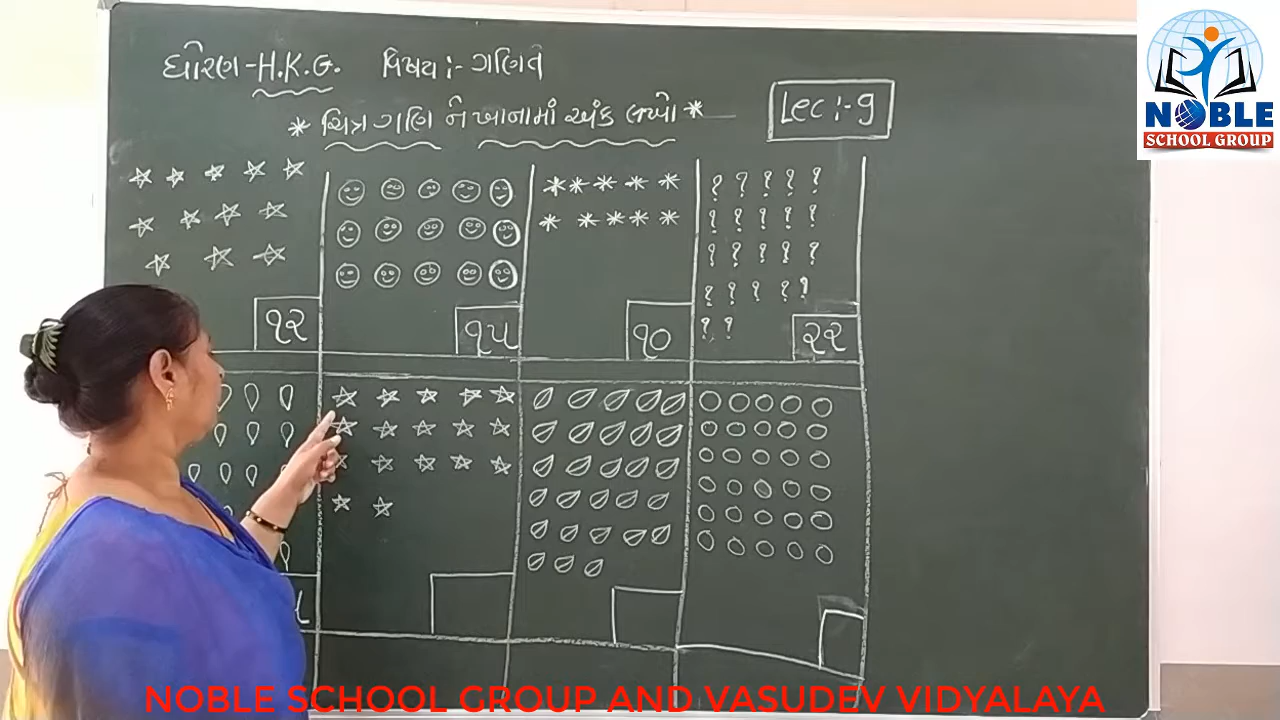 ધોરણ - H.K.G. વિષય :- ગણિત
* ચિત્ર ગણિ ને ખાનામાં અંક લખો *
Lec :- 9
૧૨ ૧૫ ૧૦ ૨૨
NOBLE
SCHOOL GROUP
NOBLE SCHOOL GROUP AND VASUDEV VIDYALAYA